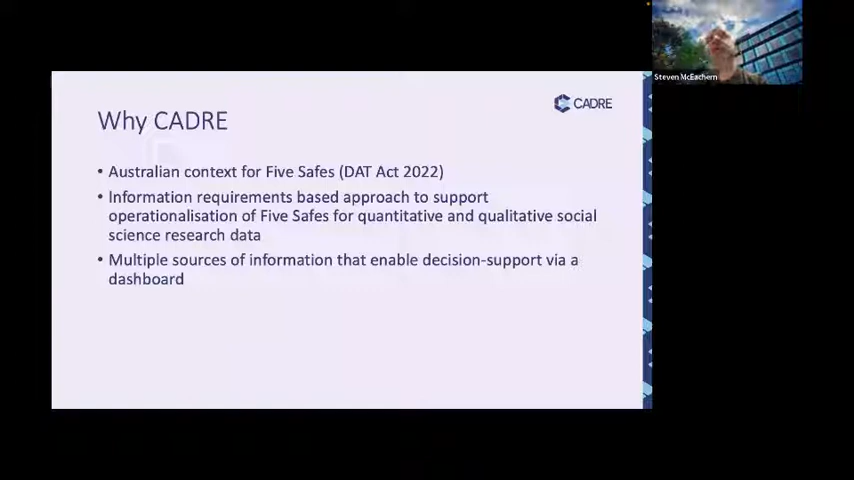 Steven McEachern
CADRE
Why CADRE
• Australian context for Five Safes (DAT Act 2022)
• Information requirements based approach to support
operationalisation of Five Safes for quantitative and qualitative social
science research data
• Multiple sources of information that enable decision-support via a
dashboard